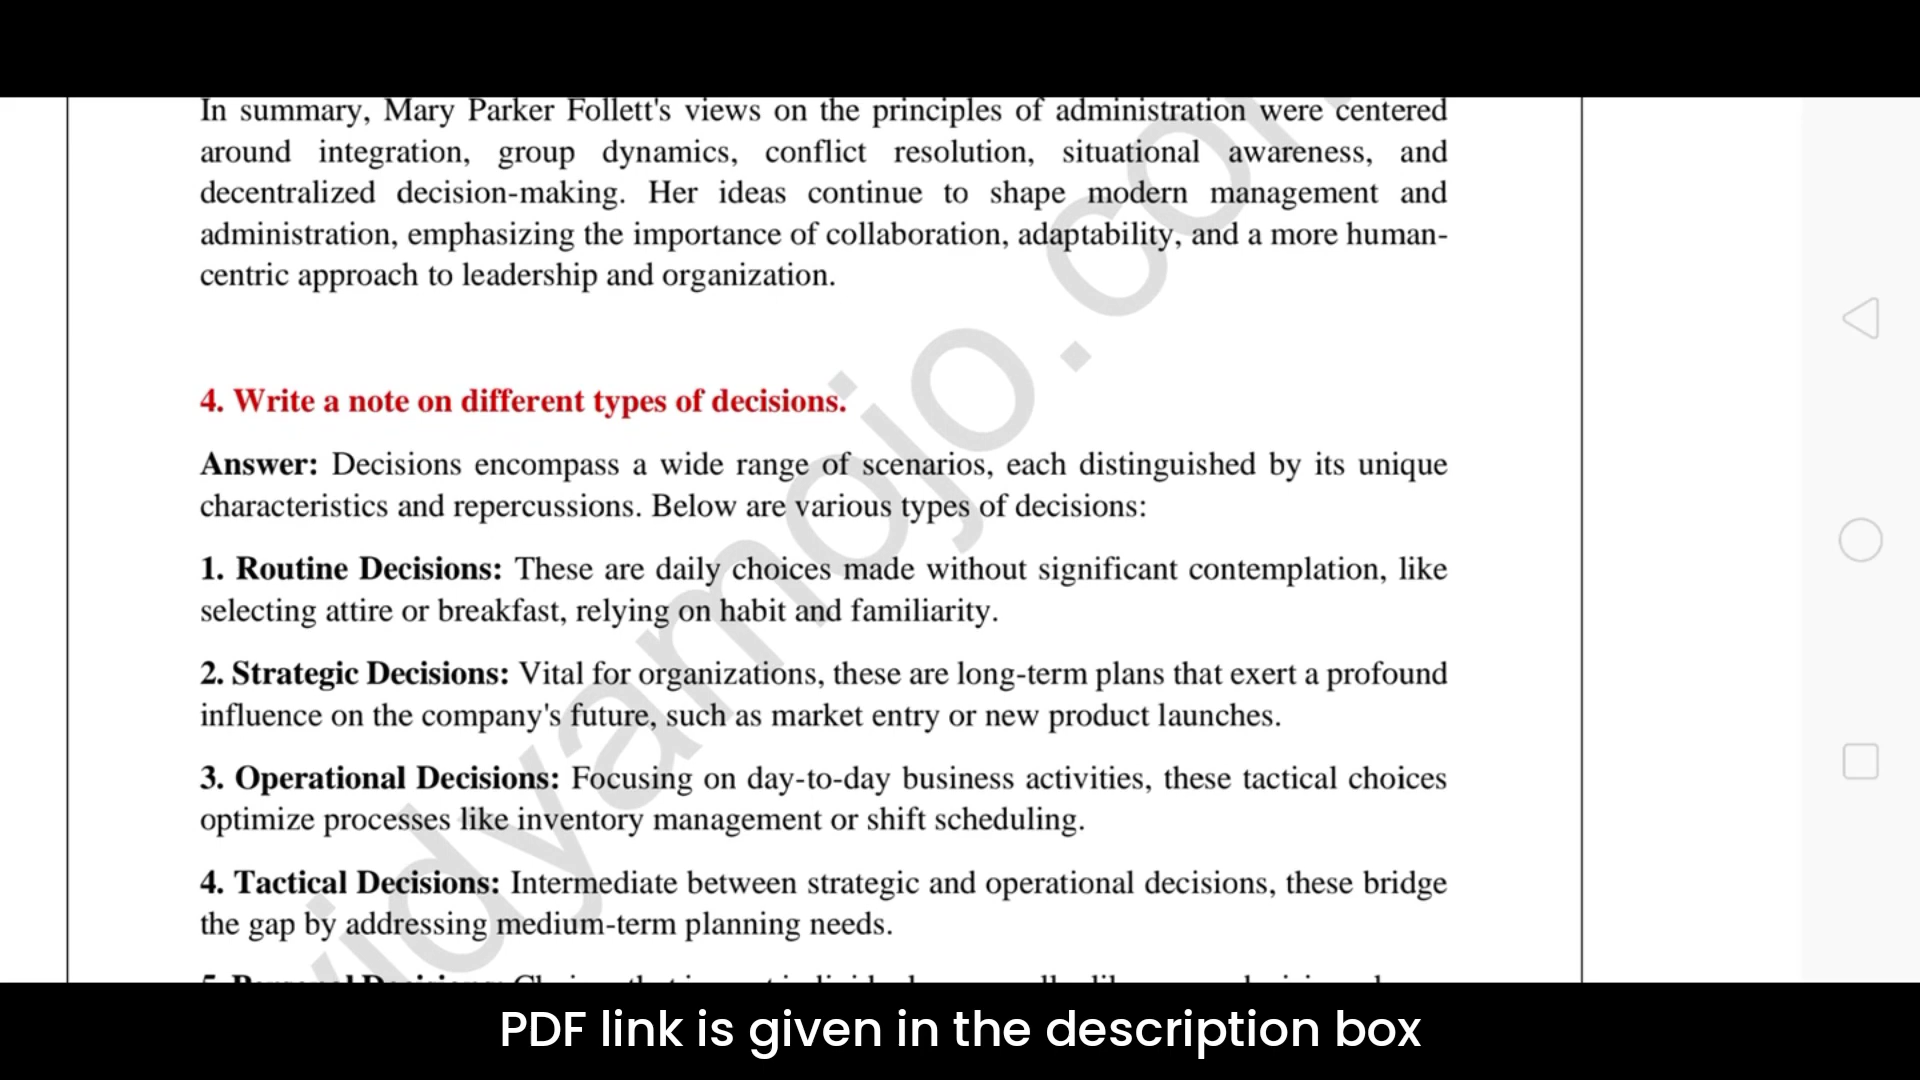 In summary, Mary Parker Follett's views on the principles of administration were centered
around integration, group dynamics, conflict resolution, situational awareness, and
decentralized decision-making. Her ideas continue to shape modern management and
administration, emphasizing the importance of collaboration, adaptability, and a more human-
centric approach to leadership and organization.
4. Write a note on different types of decisions.
Answer: Decisions encompass a wide range of scenarios, each distinguished by its unique
characteristics and repercussions. Below are various types of decisions:
1. Routine Decisions: These are daily choices made without significant contemplation, like
selecting attire or breakfast, relying on habit and familiarity.
2. Strategic Decisions: Vital for organizations, these are long-term plans that exert a profound
influence on the company's future, such as market entry or new product launches.
3. Operational Decisions: Focusing on day-to-day business activities, these tactical choices
optimize processes like inventory management or shift scheduling.
4. Tactical Decisions: Intermediate between strategic and operational decisions, these bridge
the gap by addressing medium-term planning needs.
idyamojo.co
PDF link is given in the description box